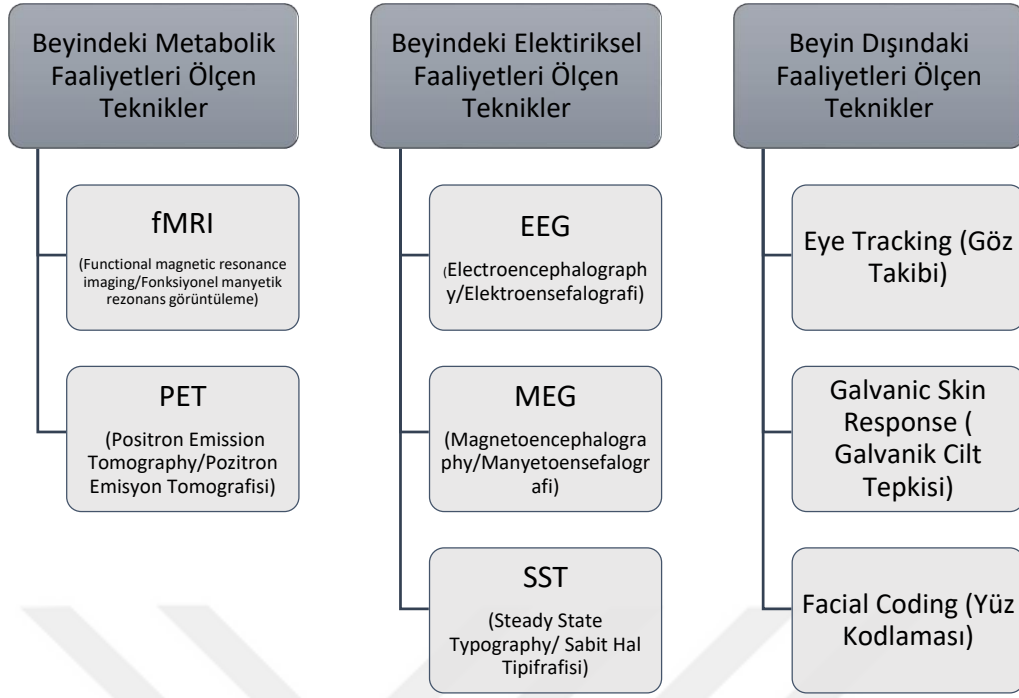 Beyindeki Metabolik
Faaliyetleri Ölçen
Teknikler
fMRI
(Functional magnetic resonance
imaging/Fonksiyonel manyetik
rezonans görüntüleme)
PET
(Positron Emission
Tomography/Pozitron
Emisyon Tomografisi)
Beyindeki Elektiriksel
Faaliyetleri Ölçen
Teknikler
EEG
(Electroencephalograph
y/Elektroensefalografi)
MEG
(Magnetoencephalogra
phy/Manyetoensefalogr
afi)
SST
(Steady State
Typography/ Sabit Hal
Tipifrafisi)
Beyin Dışındaki
Faaliyetleri Ölçen
Teknikler
Eye Tracking (Göz
Takibi)
Galvanic Skin
Response (
Galvanik Cilt
Tepkisi)
Facial Coding (Yüz
Kodlaması)